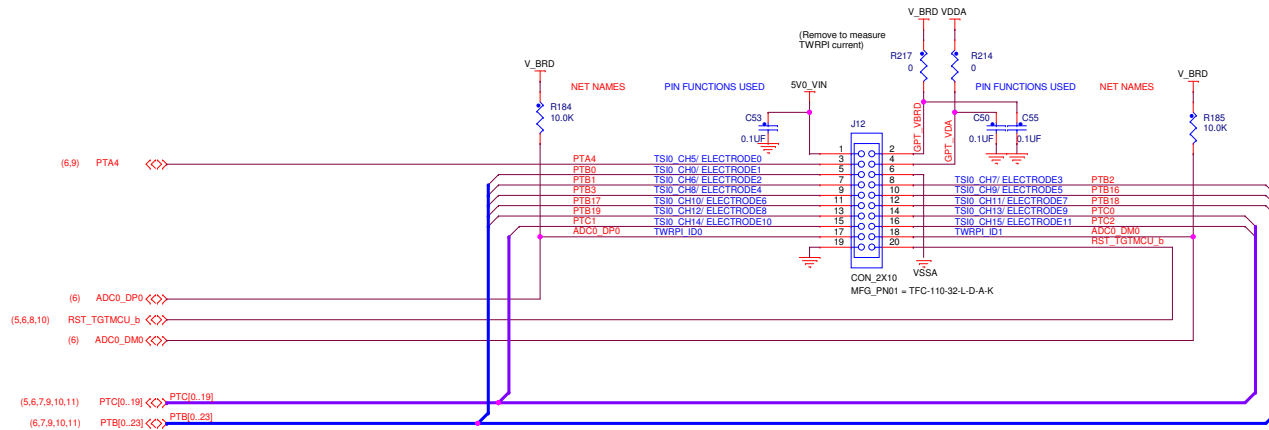 V_BRD VDDA
(Remove to measure
TWRPI current)
R217
0
R214
0
V_BRD
NET NAMES
PIN FUNCTIONS USED
5V0_VIN
PIN FUNCTIONS USED
NET NAMES
V_BRD
R184
10.0K
C53
0.1UF
J12
GPT_VBRD
GPT_VDA
C50
0.1UF
C55
0.1UF
R185
10.0K
1 2
(6,9) PTA4
PTA4 TSI0_CH5/ ELECTRODE0 3 4
PTB0 TSI0_CH0/ ELECTRODE1 5 6
PTB1 TSI0_CH6/ ELECTRODE2 7 8 TSI0_CH7/ ELECTRODE3 PTB2
PTB3 TSI0_CH8/ ELECTRODE4 9 10 TSI0_CH9/ ELECTRODE5 PTB16
PTB17 TSI0_CH10/ ELECTRODE6 11 12 TSI0_CH11/ ELECTRODE7 PTB18
PTB19 TSI0_CH12/ ELECTRODE8 13 14 TSI0_CH13/ ELECTRODE9 PTC0
PTC1 TSI0_CH14/ ELECTRODE10 15 16 TSI0_CH15/ ELECTRODE11 PTC2
ADC0_DP0 TWRPI_ID0 17 18 TWRPI_ID1 ADC0_DM0
19 20 RST_TGTMCU_b
VSSA
CON_2X10
MFG_PN01 = TFC-110-32-L-D-A-K
(6) ADC0_DP0
(5,6,8,10) RST_TGTMCU_b
(6) ADC0_DM0
(5,6,7,9,10,11) PTC[0..19] PTC[0..19]
(6,7,9,10,11) PTB[0..23] PTB[0..23]